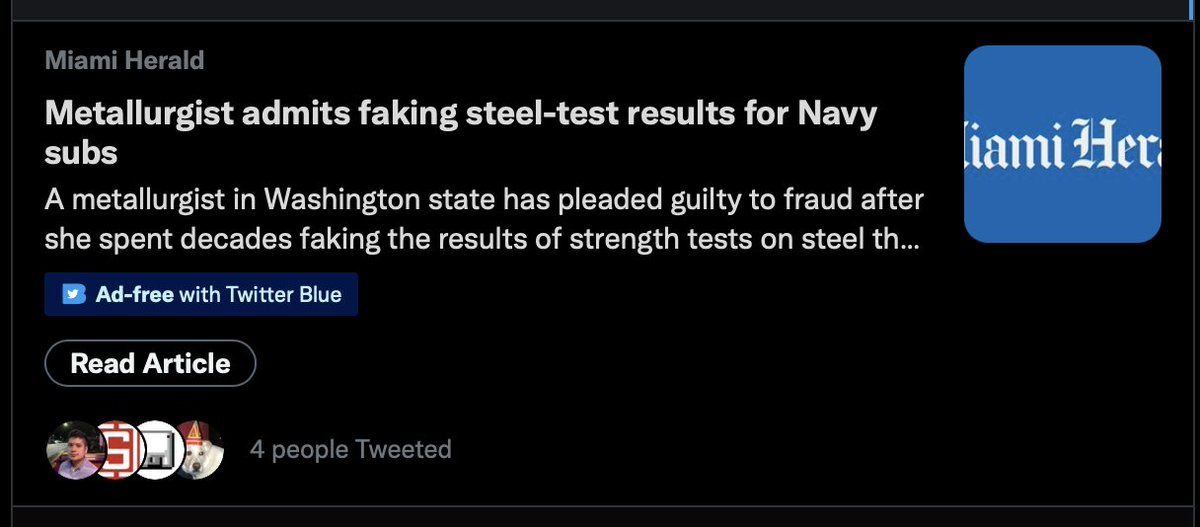 Miami Herald
Metallurgist admits faking steel-test results for Navy
subs
A metallurgist in Washington state has pleaded guilty to fraud after
she spent decades faking the results of strength tests on steel th...
iami Her
Ad-free with Twitter Blue
Read Article
S
4 people Tweeted